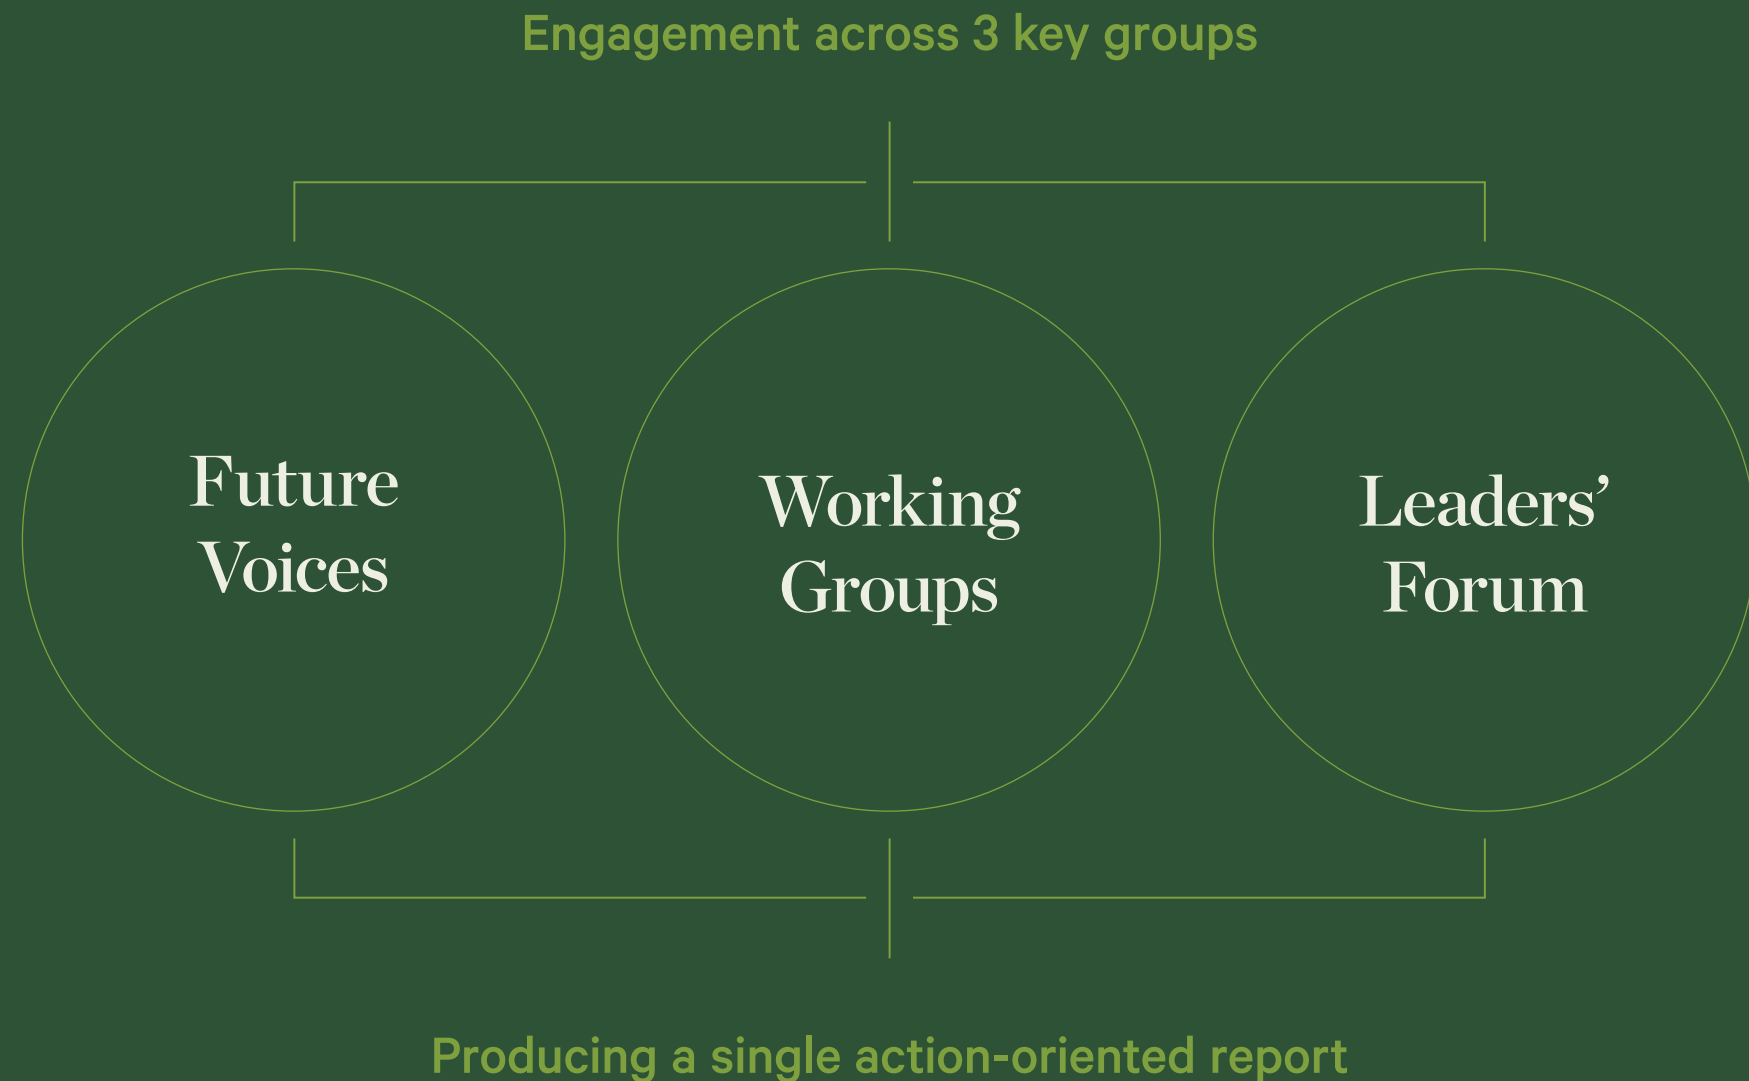 Engagement across 3 key groups
Future
Voices
Working
Groups
Leaders’
Forum
Producing a single action-oriented report